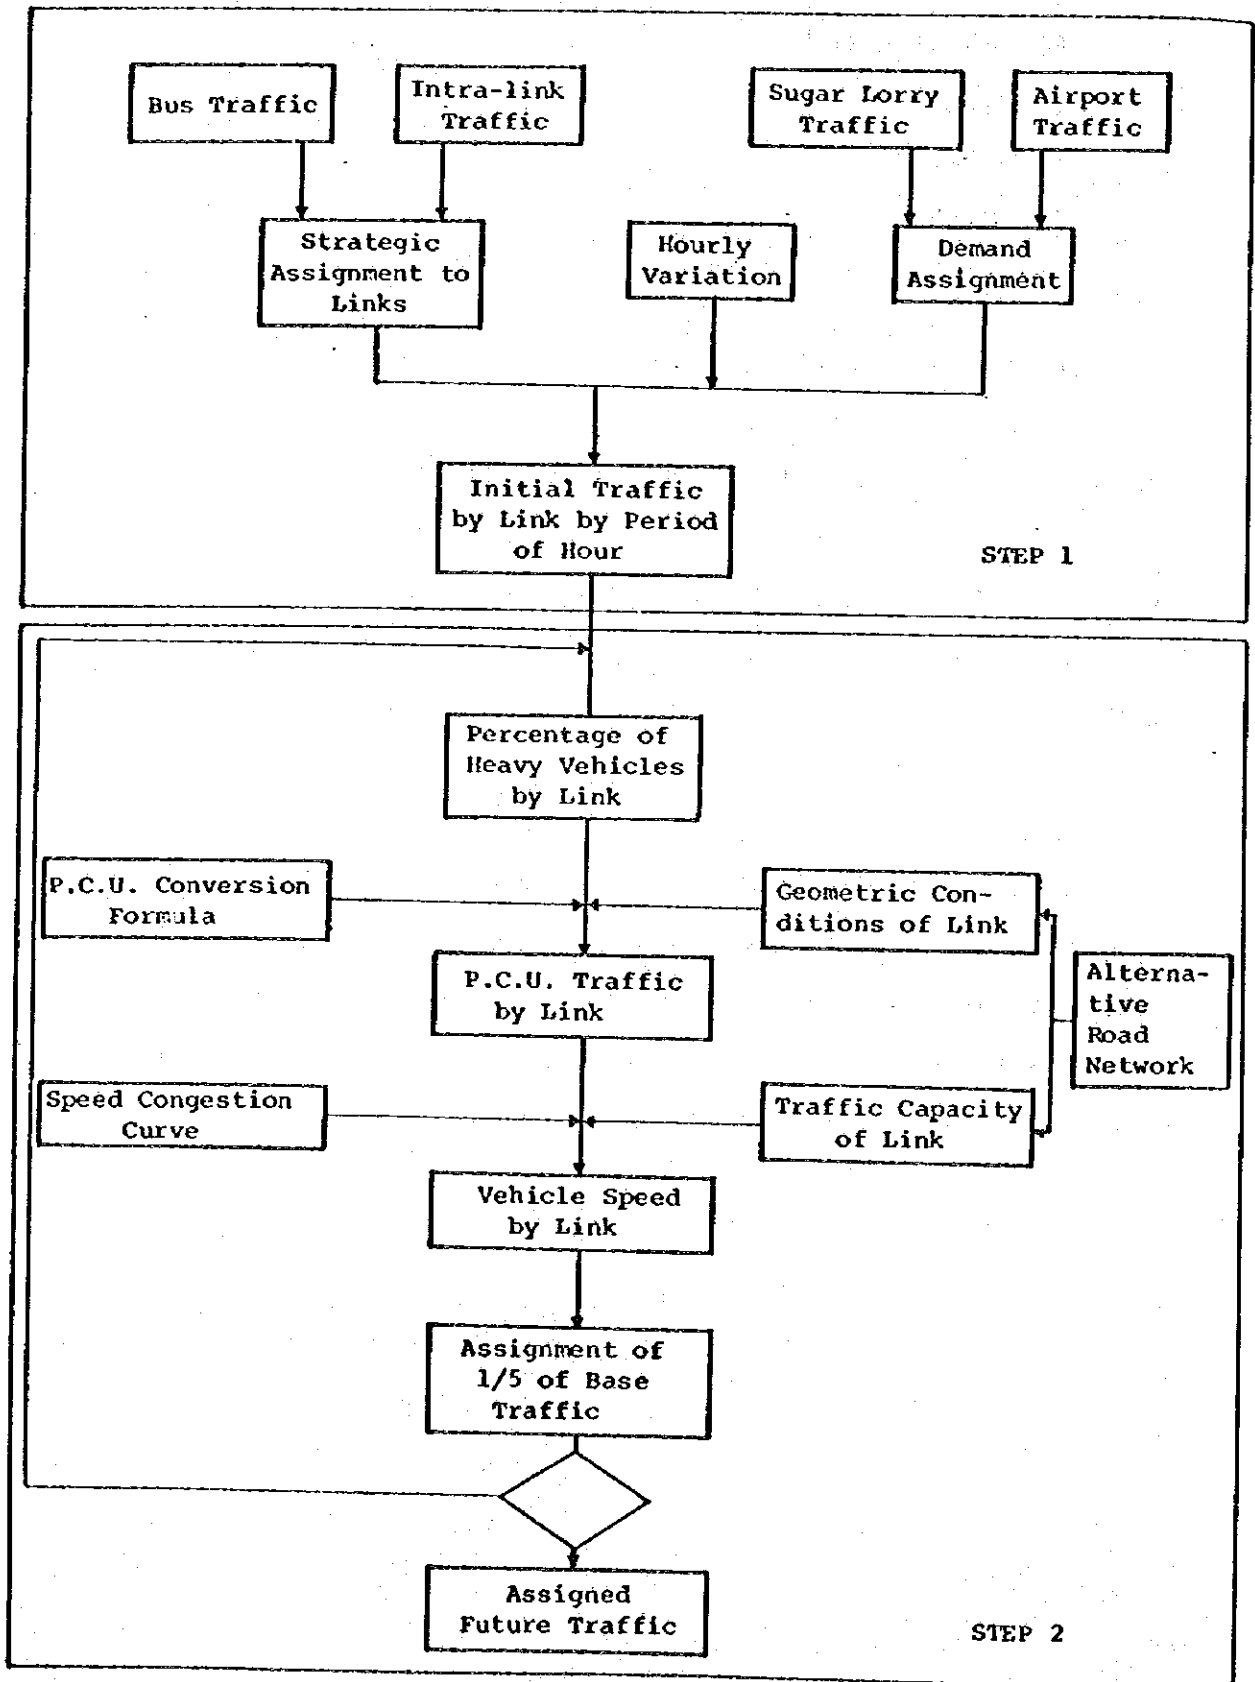 Bus Traffic
Intra-link
Traffic
Sugar Lorry
Traffic
Airport
Traffic
Strategic
Assignment to
Links
Hourly
Variation
Demand
Assignment
Initial Traffic
by Link by Period
of Hour
STEP 1
Percentage of
Heavy Vehicles
by Link
P.C.U. Conversion
Formula
Geometric Con-
ditions of Link
P.C.U. Traffic
by Link
Alterna-
tive
Road
Network
Speed Congestion
Curve
Traffic Capacity
of Link
Vehicle Speed
by Link
Assignment of
1/5 of Base
Traffic
Assigned
Future Traffic
STEP 2